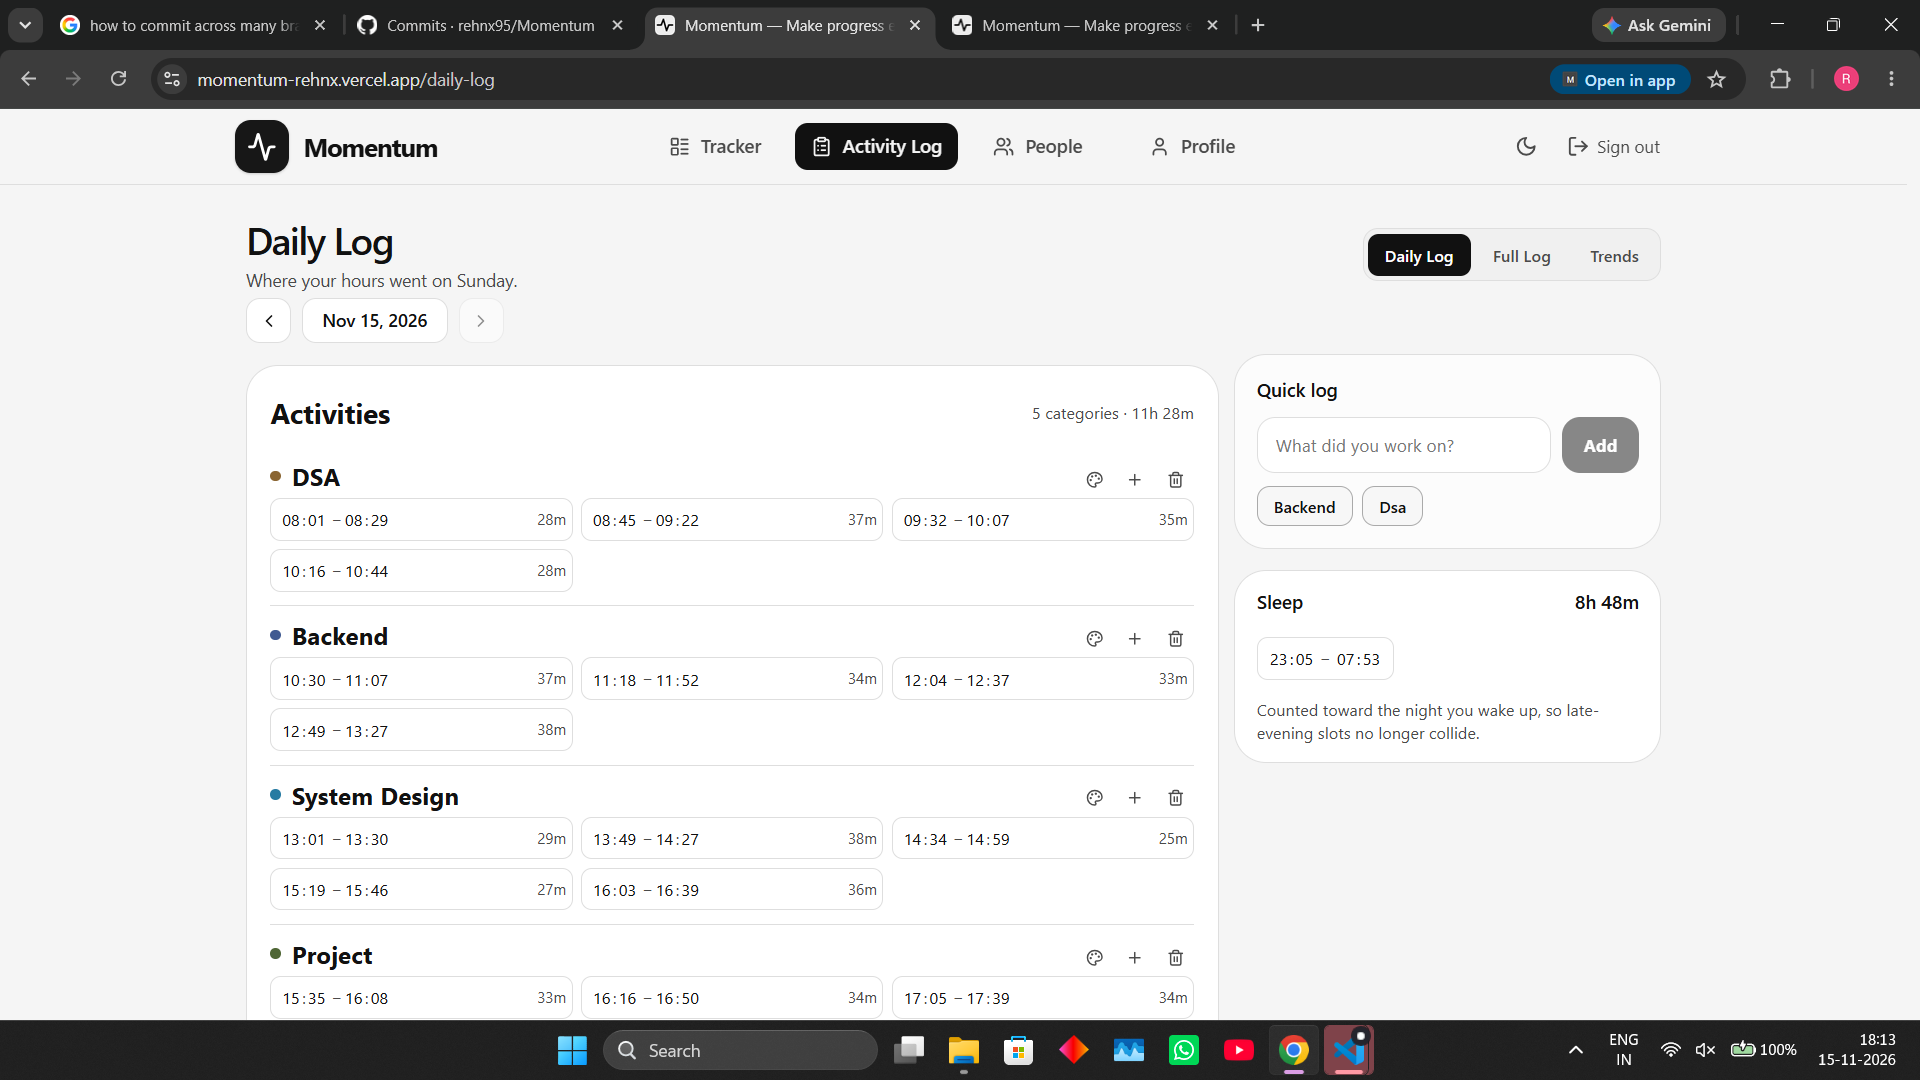 how to commit across many bra
Commits · rehnx95/Momentum
Momentum — Make progress e
Momentum — Make progress e
Ask Gemini
momentum-rehnx.vercel.app/daily-log
M Open in app
R
Momentum
Tracker
Activity Log
People
Profile
Sign out
Daily Log
Where your hours went on Sunday.
Nov 15, 2026
Daily Log
Full Log
Trends
Activities
5 categories · 11h 28m
DSA
08:01 – 08:29 28m
08:45 – 09:22 37m
09:32 – 10:07 35m
10:16 – 10:44 28m
Backend
10:30 – 11:07 37m
11:18 – 11:52 34m
12:04 – 12:37 33m
12:49 – 13:27 38m
System Design
13:01 – 13:30 29m
13:49 – 14:27 38m
14:34 – 14:59 25m
15:19 – 15:46 27m
16:03 – 16:39 36m
Project
15:35 – 16:08 33m
16:16 – 16:50 34m
17:05 – 17:39 34m
Quick log
What did you work on?
Add
Backend
Dsa
Sleep 8h 48m
23:05 – 07:53
Counted toward the night you wake up, so late-
evening slots no longer collide.
Search
ENG
IN
100%
18:13
15-11-2026